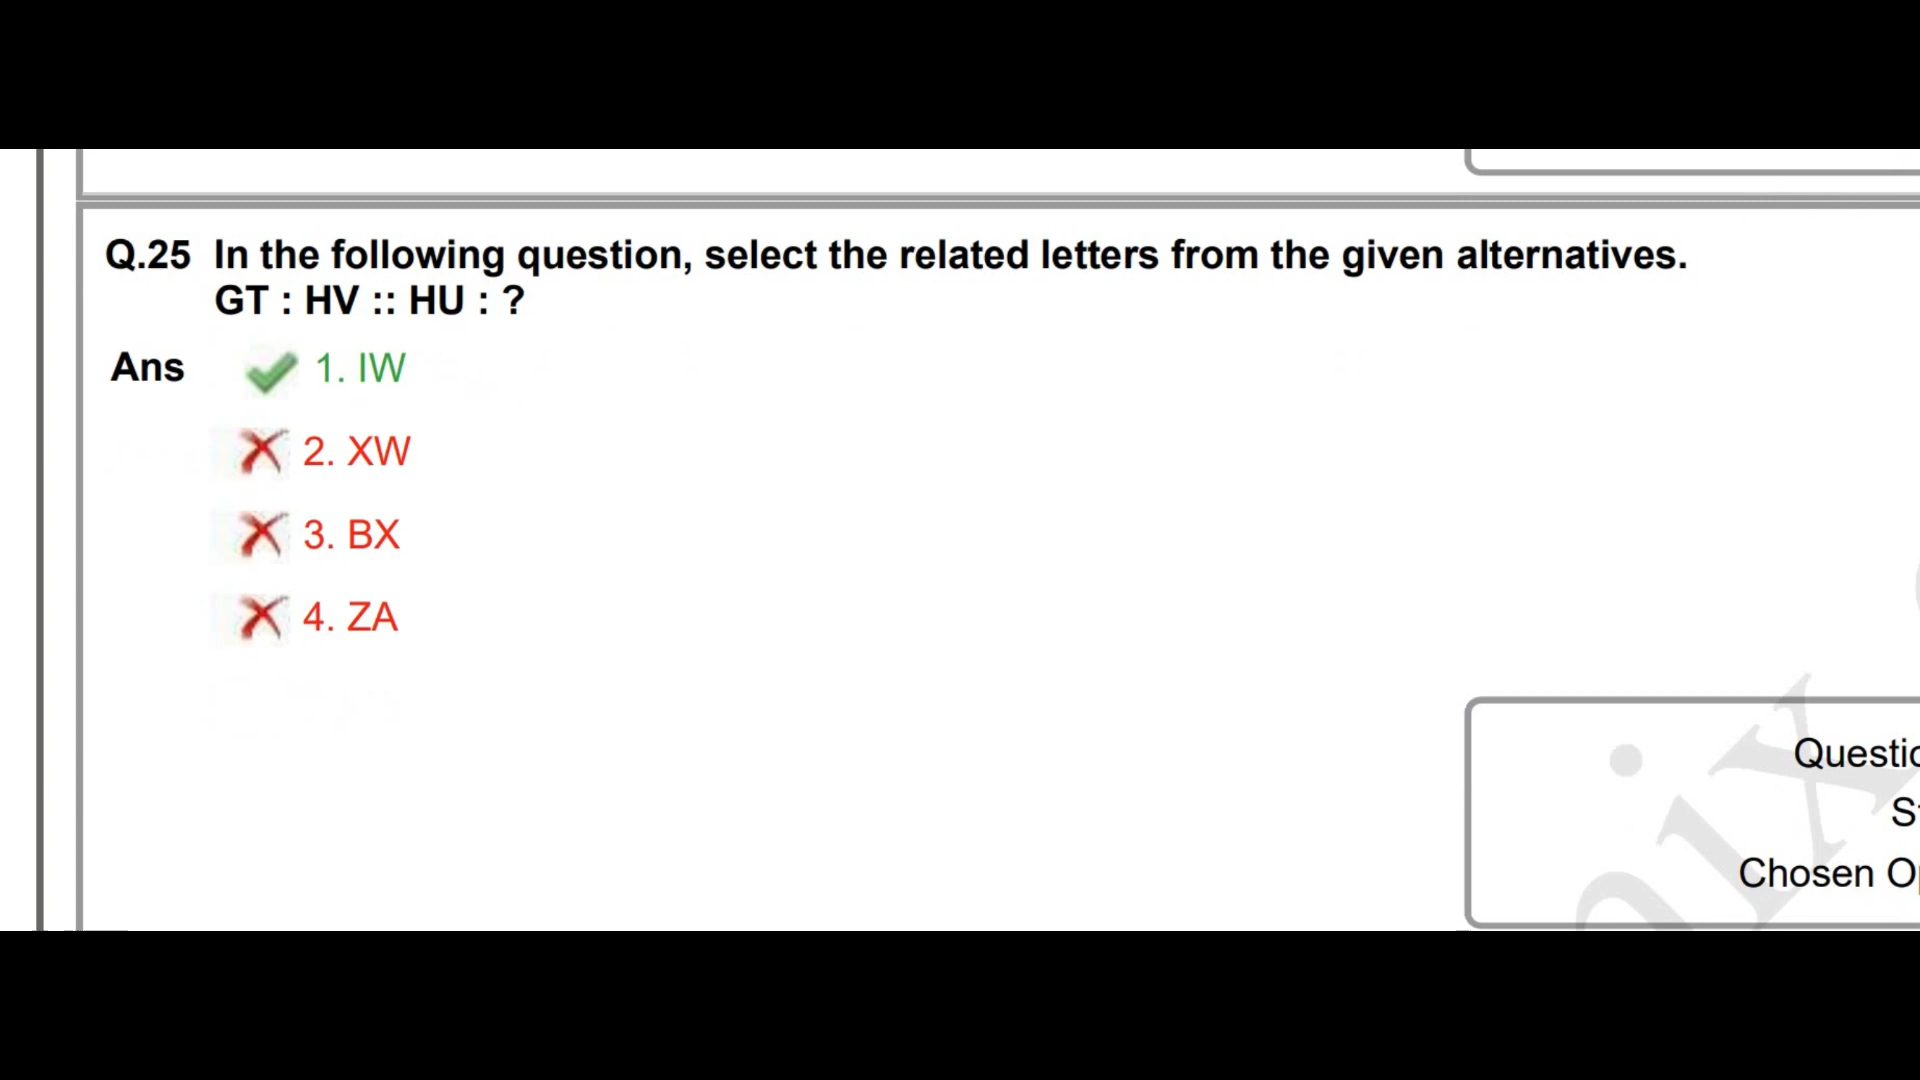 Q.25 In the following question, select the related letters from the given alternatives.
GT : HV :: HU : ?
Ans 1. IW
2. XW
3. BX
4. ZA
Chosen